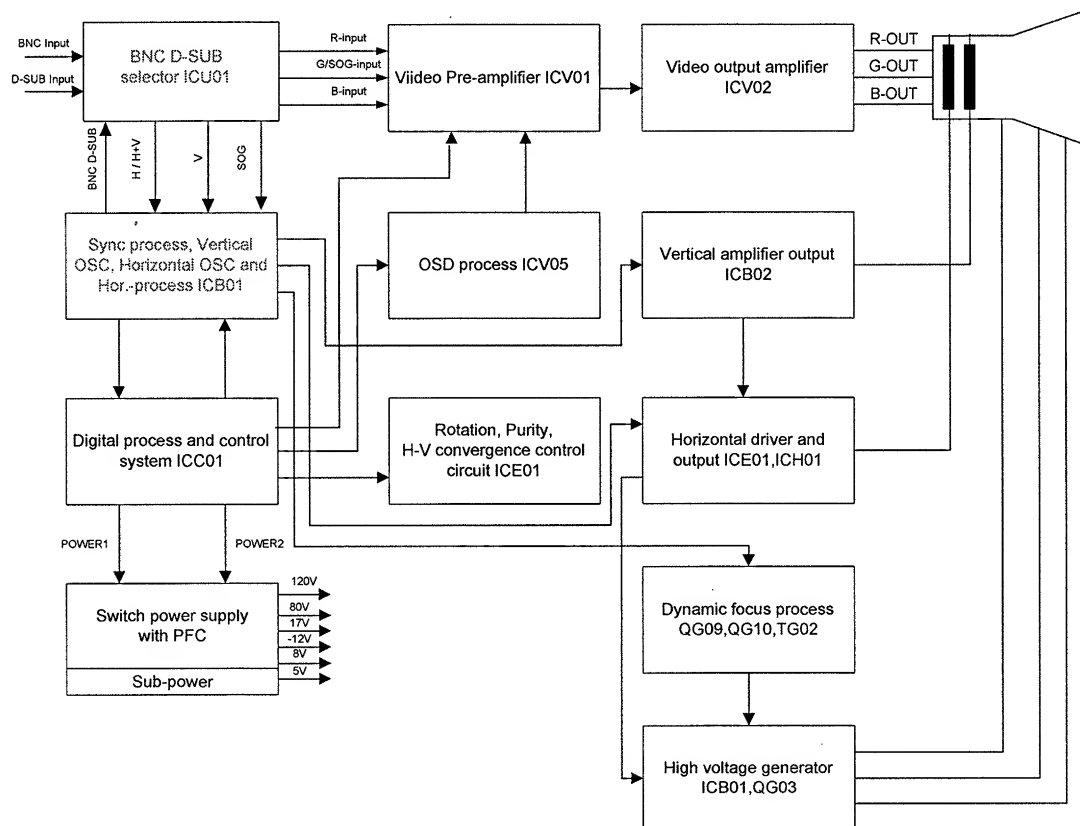 BNC Input
D-SUB Input
BNC D-SUB
selector ICU01
R-input
G/SOG-input
B-input
Viideo Pre-amplifier ICV01
Video output amplifier
ICV02
R-OUT
G-OUT
B-OUT
BNC D-SUB
H / H+V
V
SOG
Sync process, Vertical
OSC, Horizontal OSC and
Hor.-process ICB01
OSD process ICV05
Vertical amplifier output
ICB02
Digital process and control
system ICC01
Rotation, Purity,
H-V convergence control
circuit ICE01
Horizontal driver and
output ICE01,ICH01
POWER1
POWER2
Switch power supply
with PFC
Sub-power
120V
80V
17V
-12V
8V
5V
Dynamic focus process
QG09,QG10,TG02
High voltage generator
ICB01,QG03